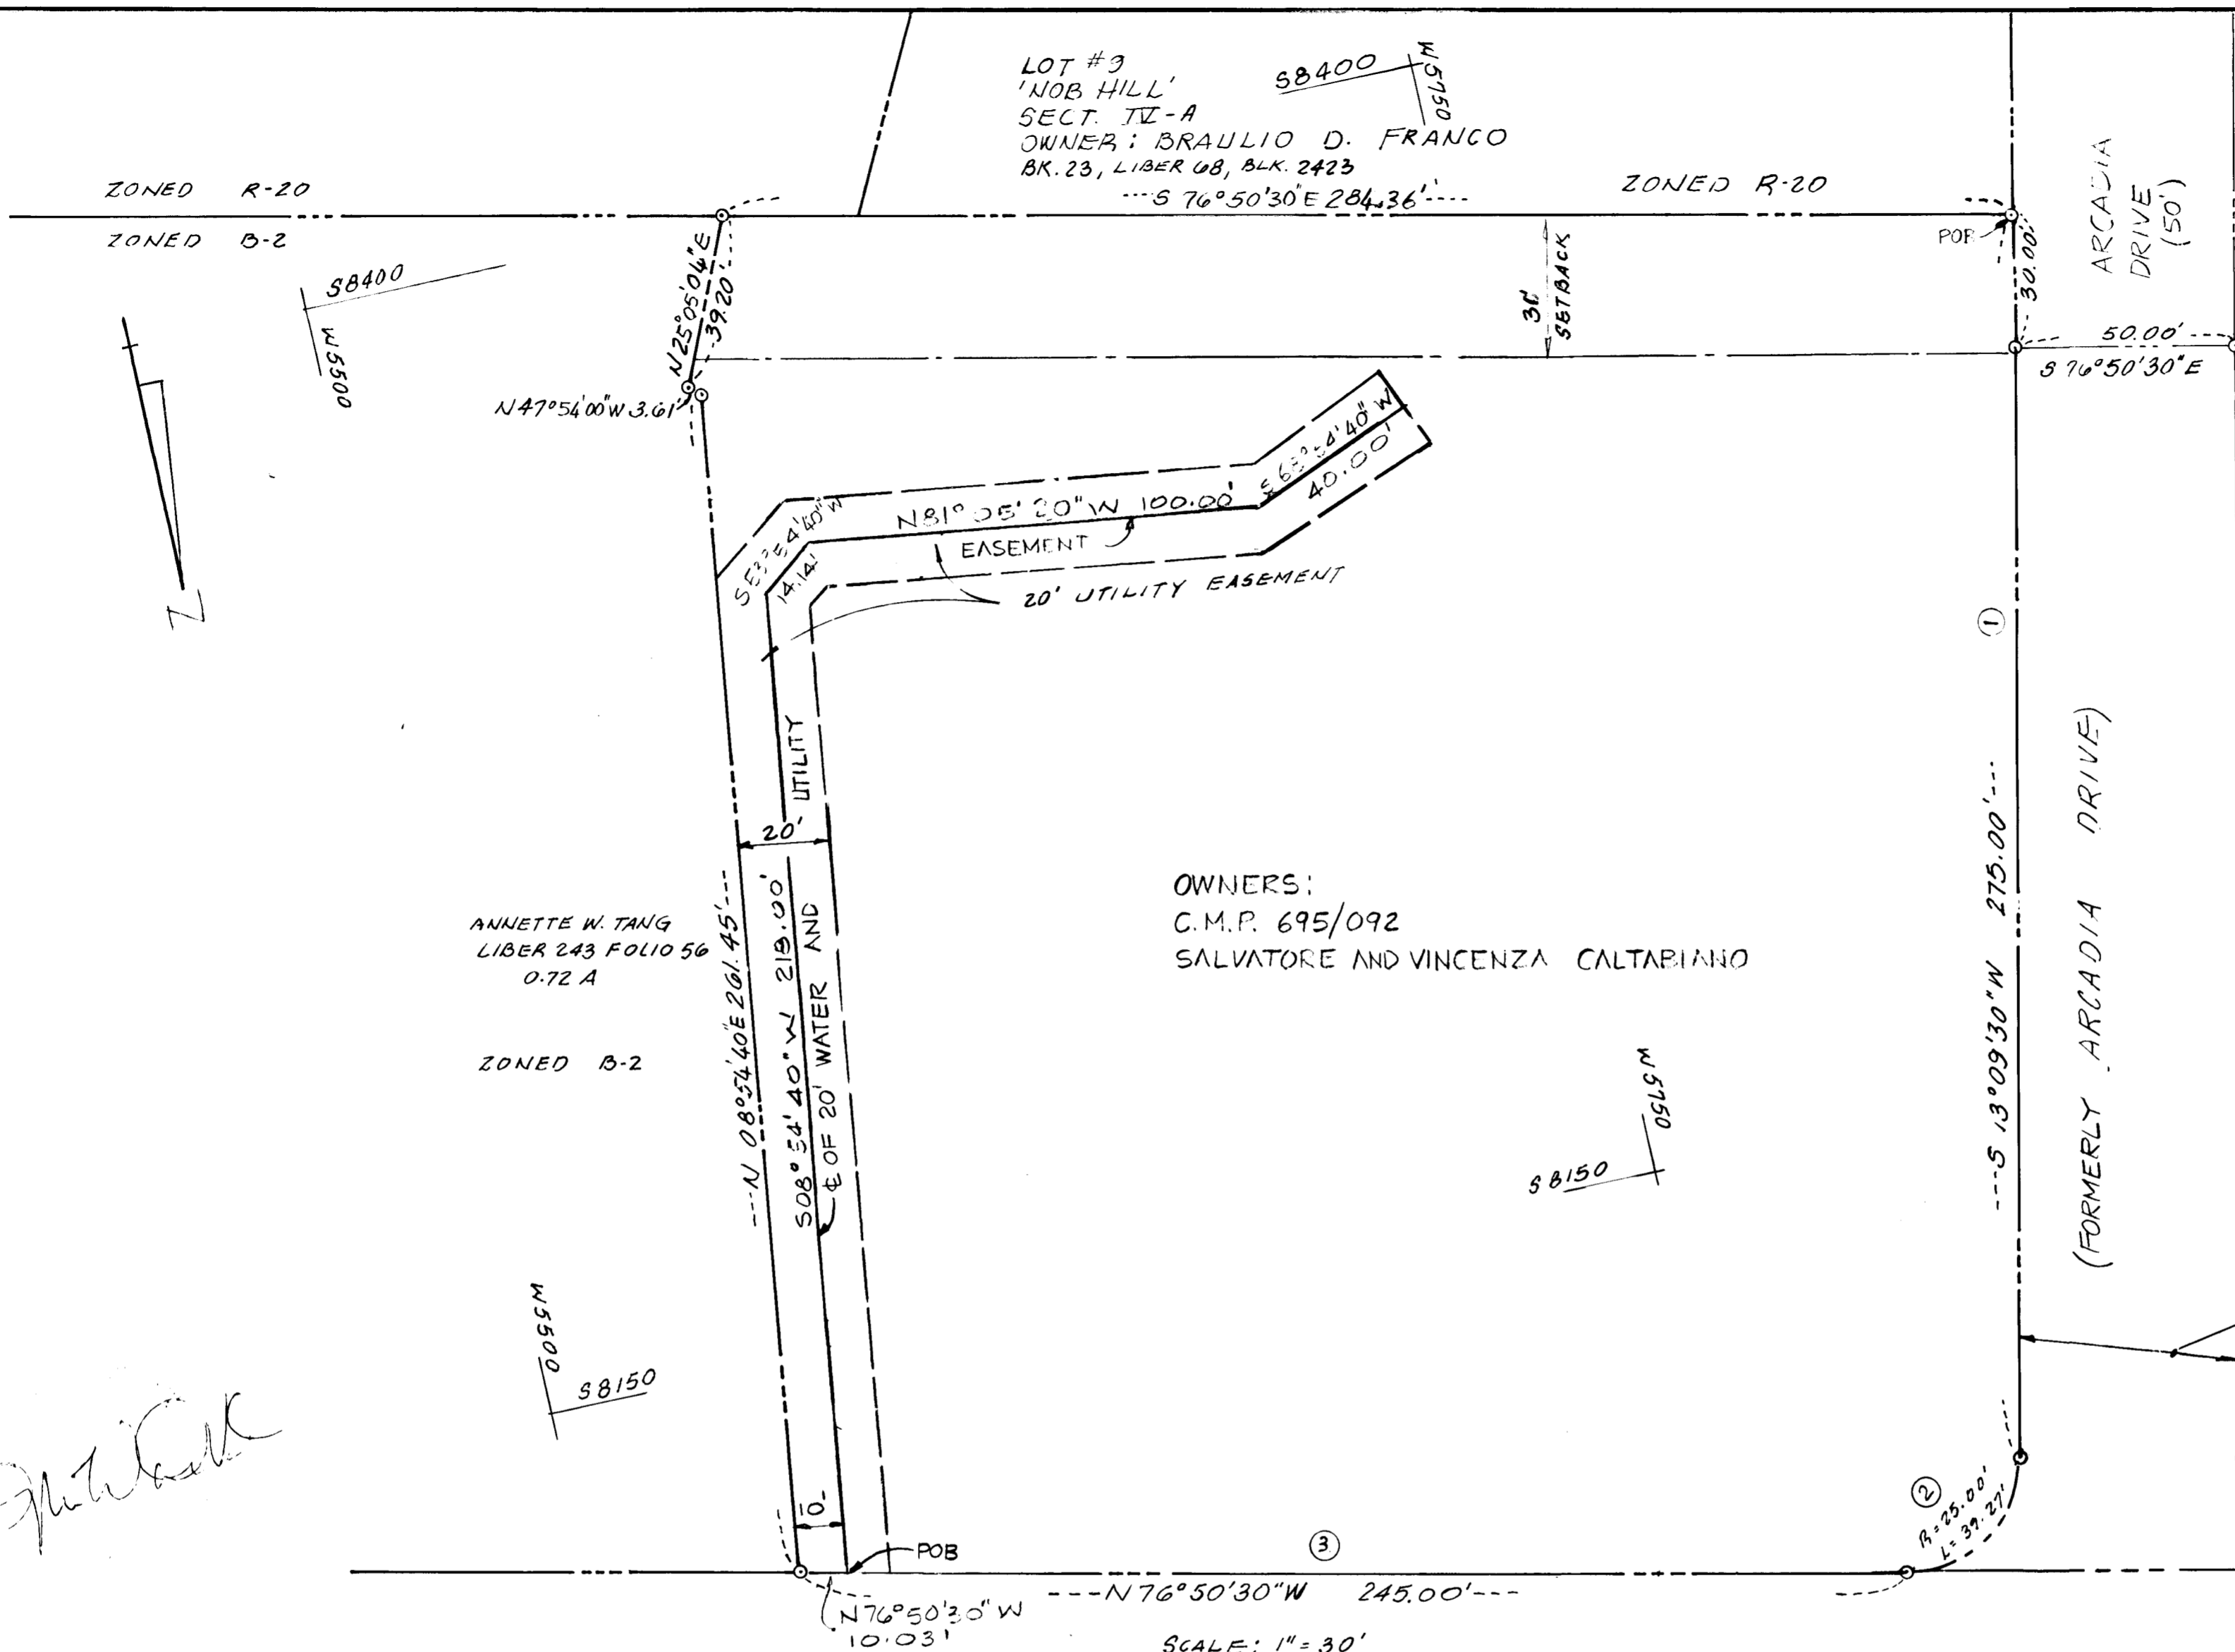 LOT #9
'NOB HILL'
SECT. IV-A
OWNER: BRAULIO D. FRANCO
BK. 23, LIBER 68, BLK. 2423
S8400
W5750
ZONED R-20
ZONED B-2
---S 76°50'30"E 284.36'----
ZONED R-20
POB
30.00'
ARCADIA
DRIVE
(50')
50.00'
S 76°50'30"E
S8400
W5500
N25°05'04"E
39.20'
N47°54'00"W 3.61'
SETBACK
40.00'
N81°05'20"W 100.00'
EASEMENT
14.14'
20' UTILITY EASEMENT
Z
①
UTILITY
20'
OWNERS:
C.M.P. 695/092
SALVATORE AND VINCENZA CALTABIANO
ANNETTE W. TANG
LIBER 243 FOLIO 56
0.72 A
ZONED B-2
---N 08°54'40"E 261.45'---
S08°54'40"W 218.00'
℄ OF 20' WATER AND
---S 13°09'30"W 275.00'---
(FORMERLY ARCADIA DRIVE)
W5750
S8150
W5500
S8150
10'
POB
②
R=25.00'
L=39.27'
③
---N76°50'30"W 245.00'---
N76°50'30"W
10.03'
SCALE: 1"=30'